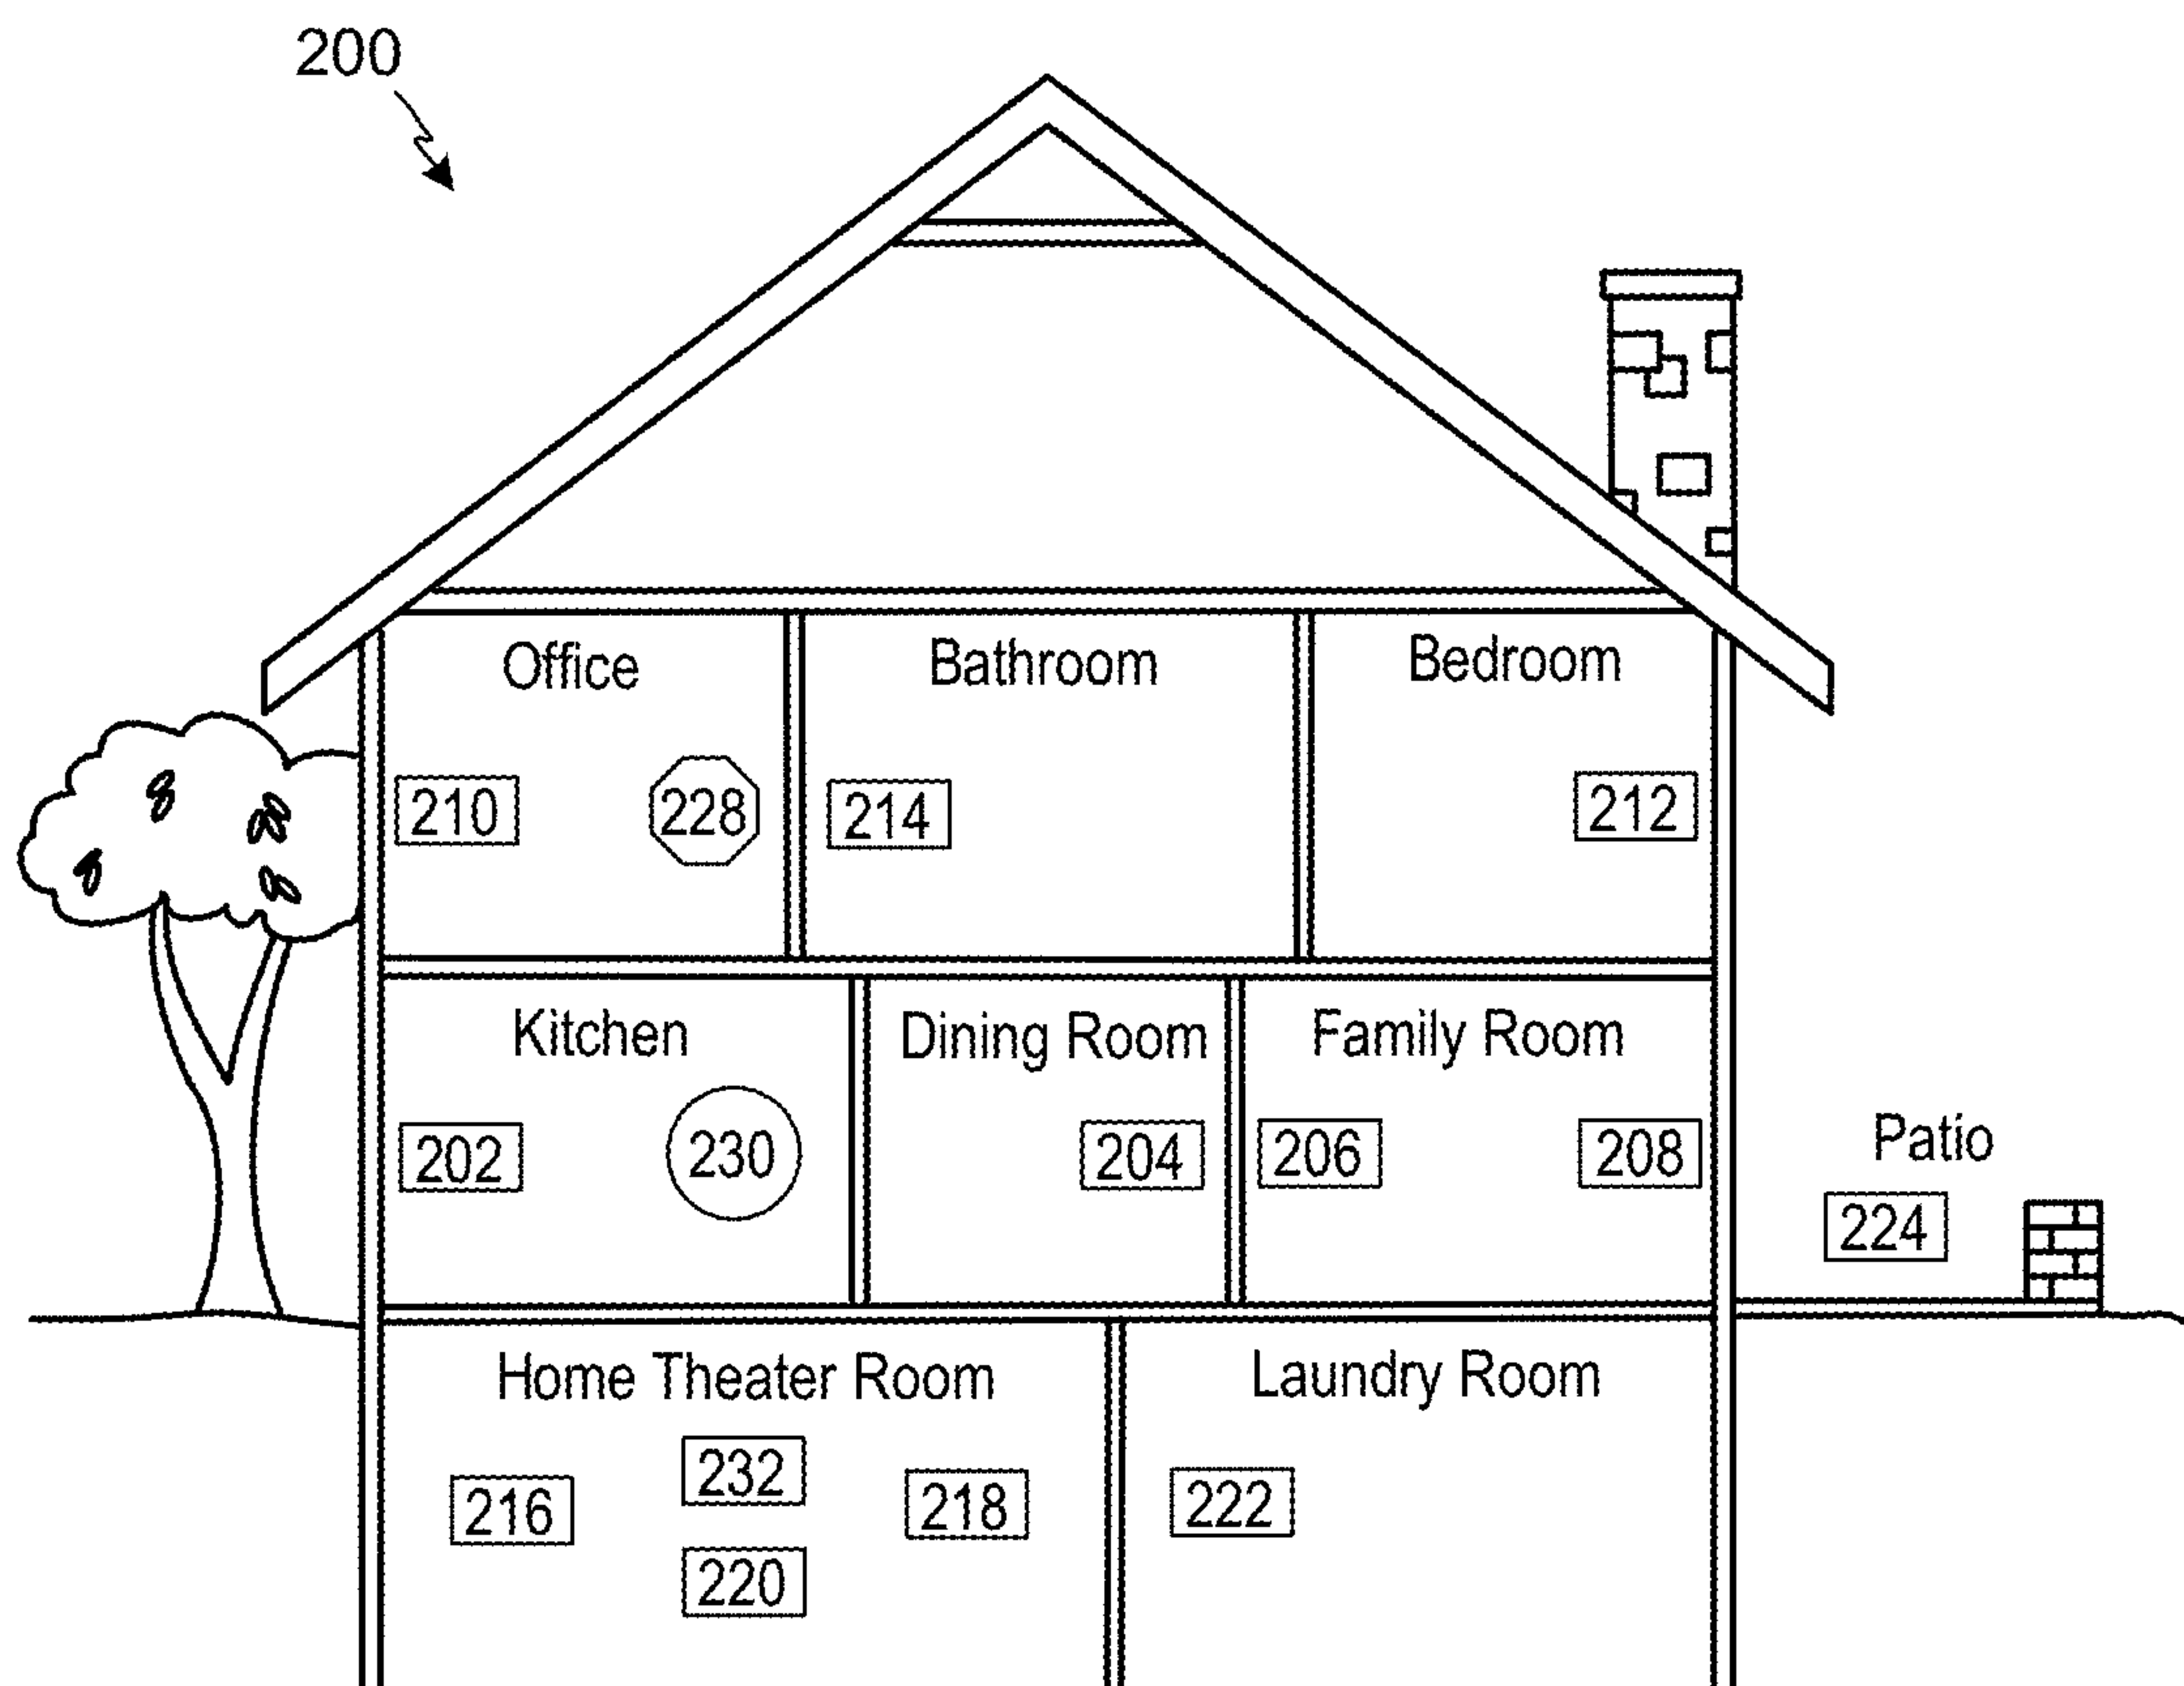 200
Office
Bathroom
Bedroom
210
228
214
212
Kitchen
Dining Room
Family Room
202
230
204
206
208
Patio
224
Home Theater Room
Laundry Room
232
216
218
222
220